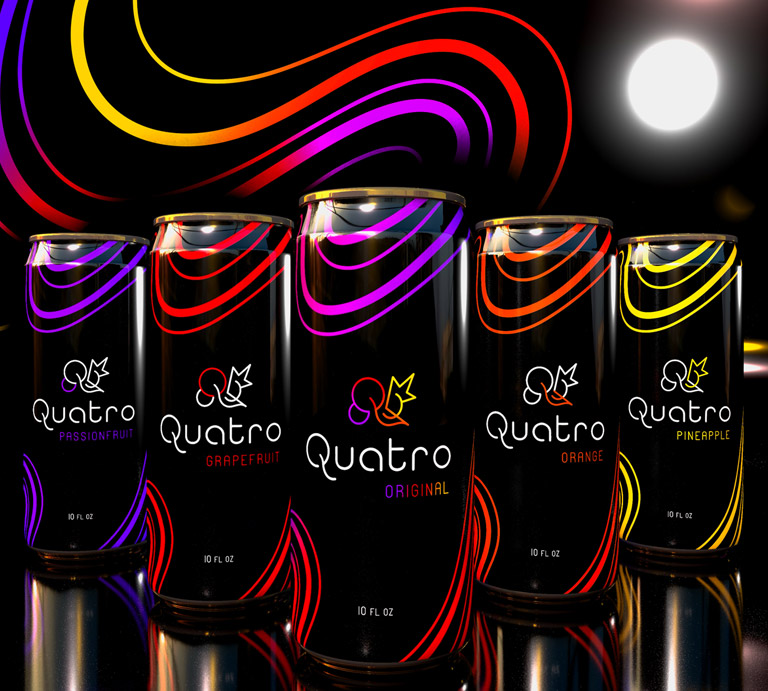 Quatro
PASSIONFRUIT
10 FL OZ
Quatro
GRAPEFRUIT
10 FL OZ
Quatro
ORIGINAL
10 FL OZ
Quatro
ORANGE
10 FL OZ
Quatro
PINEAPPLE
10 FL OZ